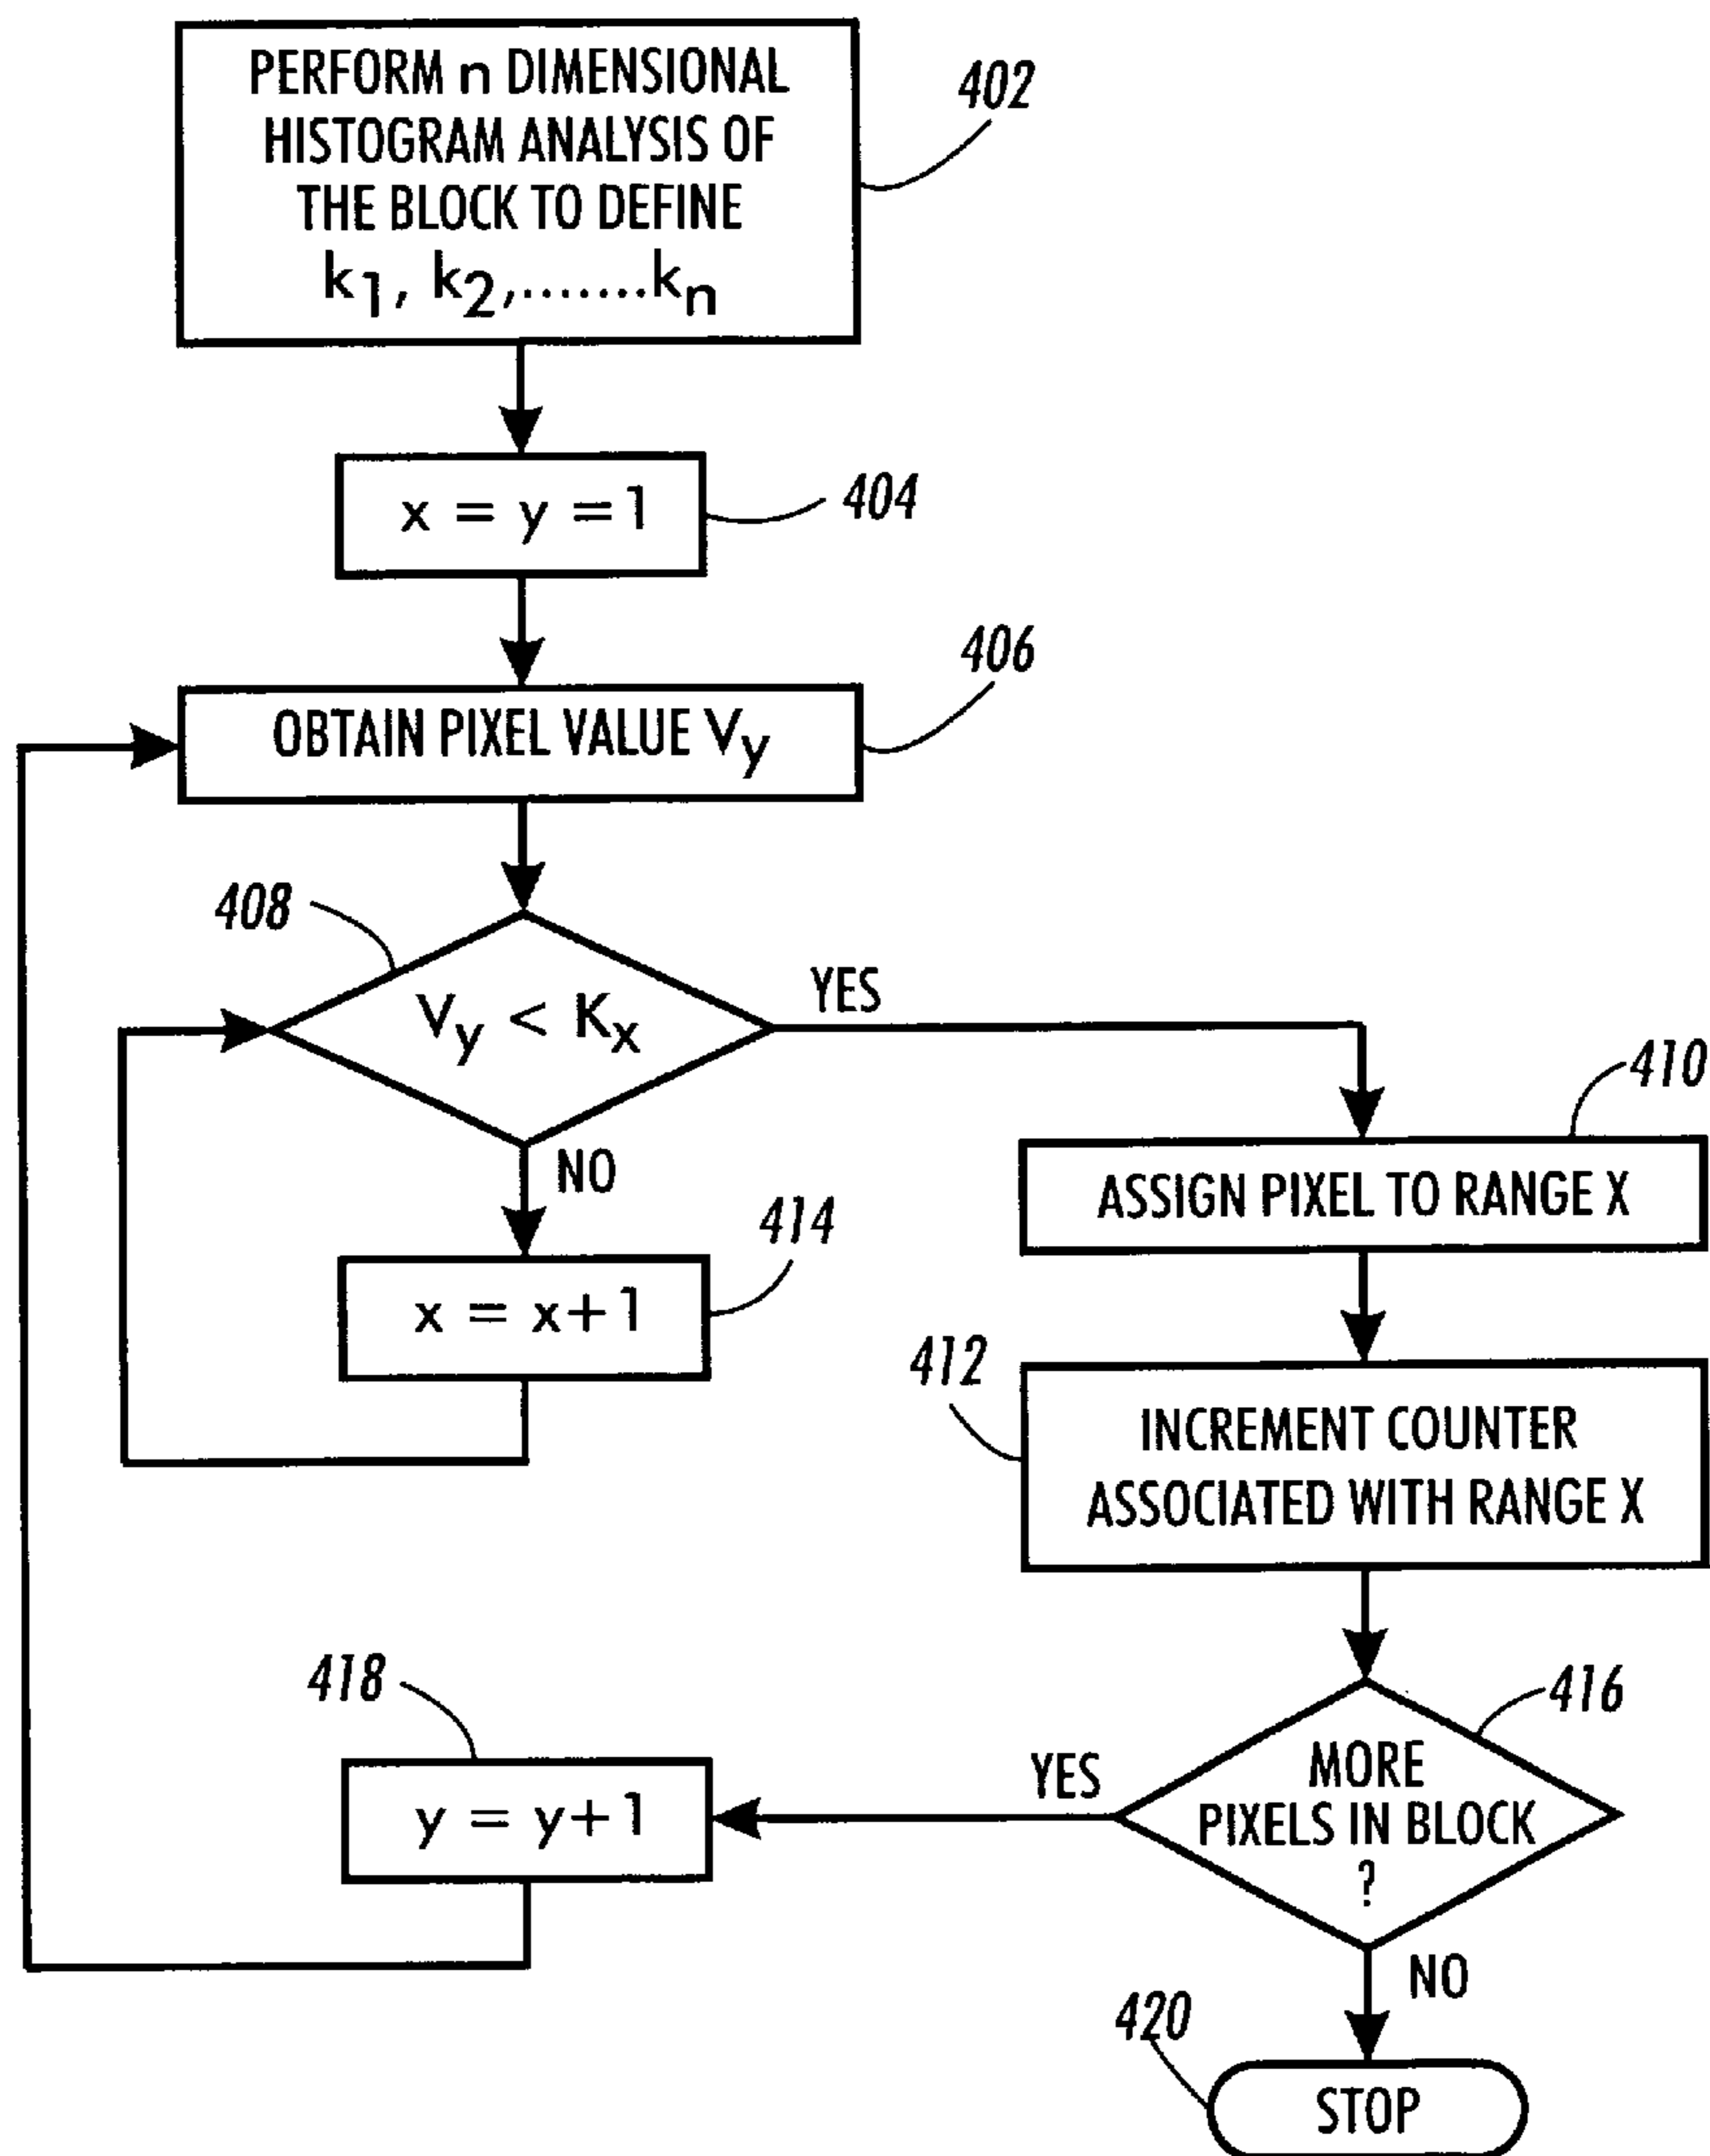 PERFORM n DIMENSIONAL
HISTOGRAM ANALYSIS OF
THE BLOCK TO DEFINE
k1, k2,.......kn
402
x = y = 1
404
406
OBTAIN PIXEL VALUE Vy
408
Vy < Kx
YES
410
NO
ASSIGN PIXEL TO RANGE X
414
x = x+1
412
INCREMENT COUNTER
ASSOCIATED WITH RANGE X
418
416
y = y+1
YES
MORE
PIXELS IN BLOCK
?
NO
420
STOP